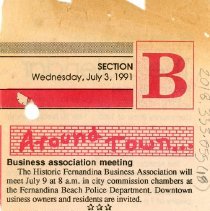 SECTION
Wednesday, July 3, 1991
B
Around Town...
Business association meeting
The Historic Fernandina Business Association will
meet July 9 at 8 a.m. in city commission chambers at
the Fernandina Beach Police Department. Downtown
usiness owners and residents are invited.
☆☆☆